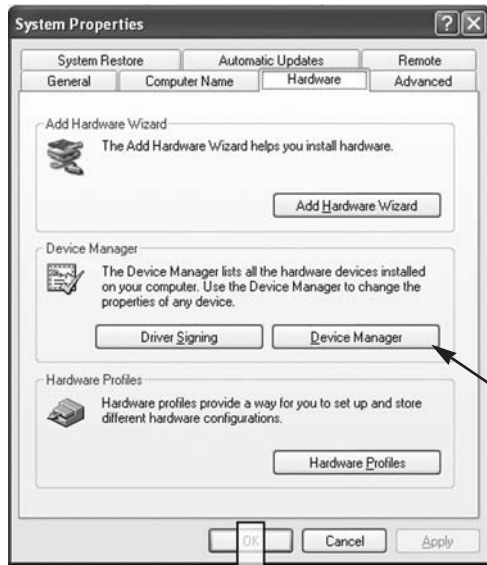 System Properties
System Restore Automatic Updates Remote
General Computer Name Hardware Advanced
Add Hardware Wizard
The Add Hardware Wizard helps you install hardware.
Add Hardware Wizard
Device Manager
The Device Manager lists all the hardware devices installed
on your computer. Use the Device Manager to change the
properties of any device.
Driver Signing Device Manager
Hardware Profiles
Hardware profiles provide a way for you to set up and store
different hardware configurations.
Hardware Profiles
OK Cancel Apply